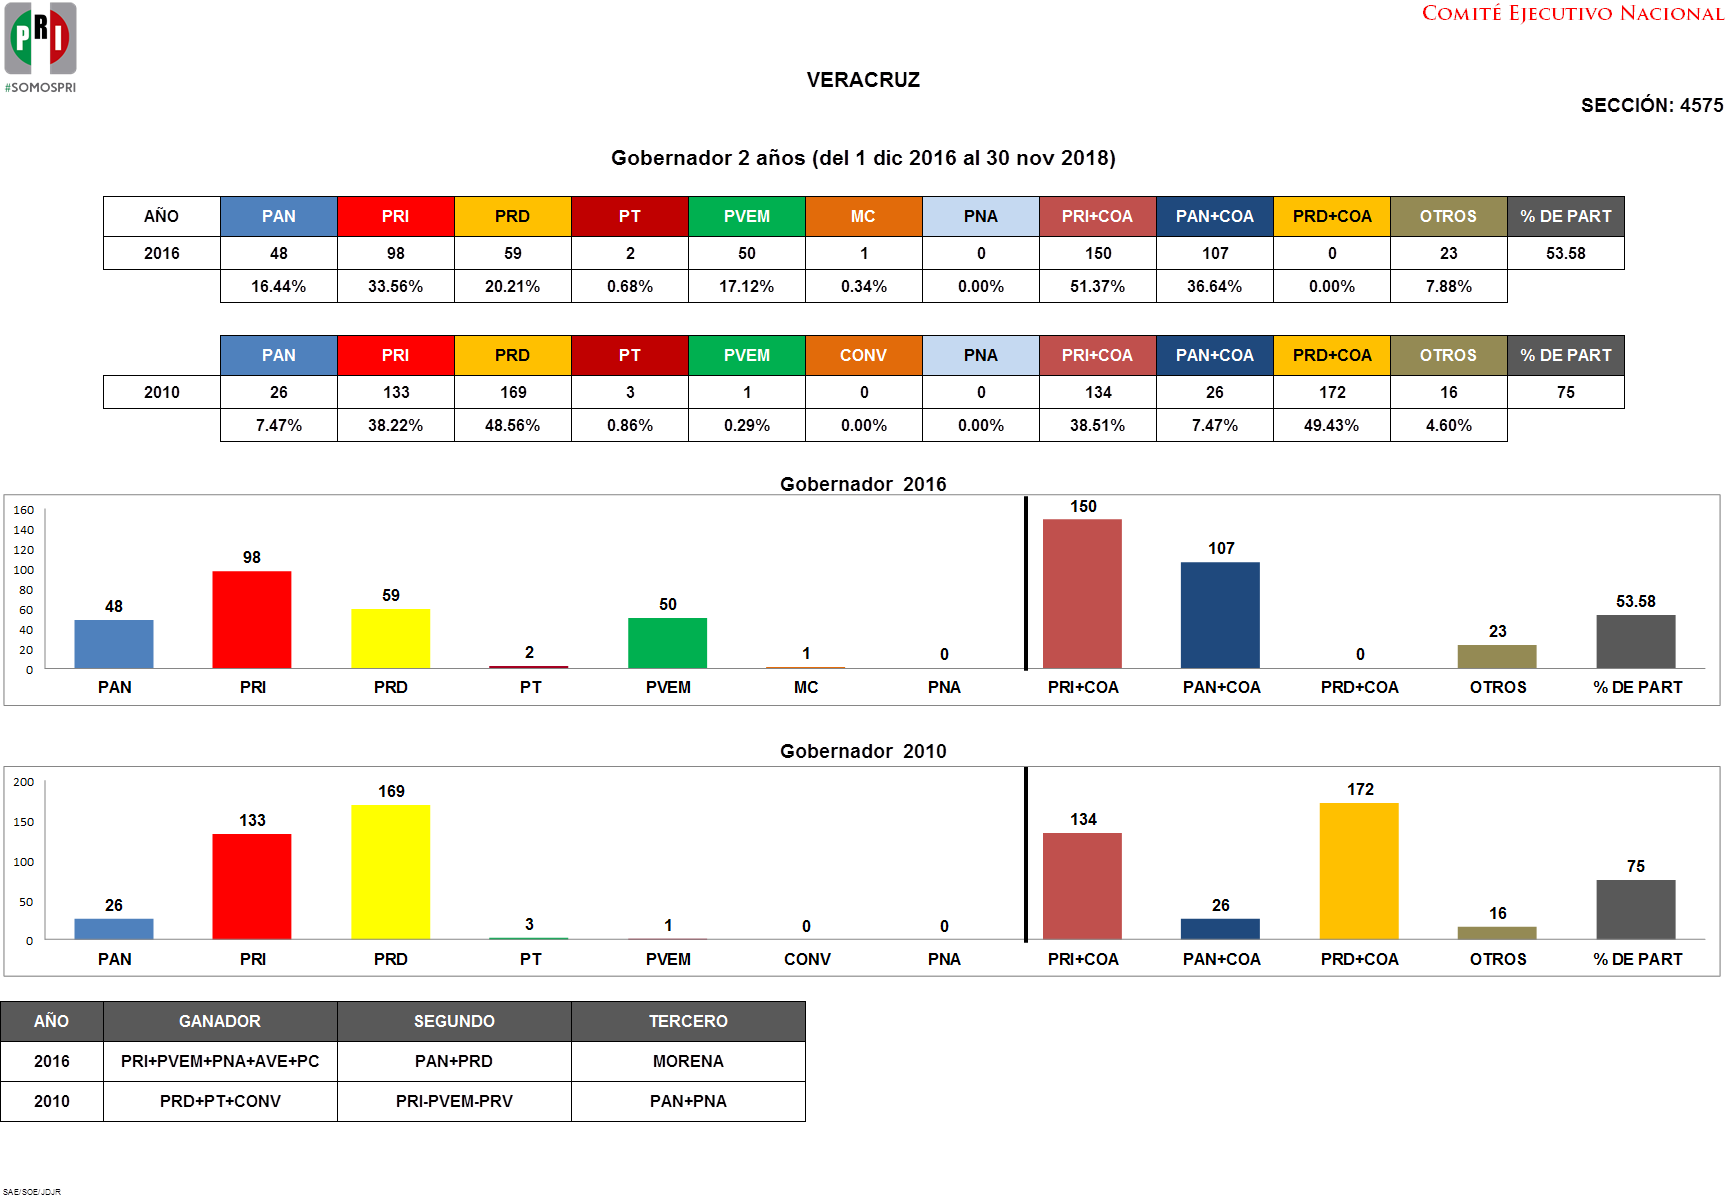 PRI
#SOMOSPRI
COMITÉ EJECUTIVO NACIONAL
VERACRUZ
SECCIÓN: 4575
Gobernador 2 años (del 1 dic 2016 al 30 nov 2018)
AÑO PAN PRI PRD PT PVEM MC PNA PRI+COA PAN+COA PRD+COA OTROS % DE PART
2016 48 98 59 2 50 1 0 150 107 0 23 53.58
16.44% 33.56% 20.21% 0.68% 17.12% 0.34% 0.00% 51.37% 36.64% 0.00% 7.88%
PAN PRI PRD PT PVEM CONV PNA PRI+COA PAN+COA PRD+COA OTROS % DE PART
2010 26 133 169 3 1 0 0 134 26 172 16 75
7.47% 38.22% 48.56% 0.86% 0.29% 0.00% 0.00% 38.51% 7.47% 49.43% 4.60%
Gobernador 2016
160
140
120
100
80
60
40
20
0
48 98 59 2 50 1 0 150 107 0 23 53.58
PAN PRI PRD PT PVEM MC PNA PRI+COA PAN+COA PRD+COA OTROS % DE PART
Gobernador 2010
200
150
100
50
0
26 133 169 3 1 0 0 134 26 172 16 75
PAN PRI PRD PT PVEM CONV PNA PRI+COA PAN+COA PRD+COA OTROS % DE PART
AÑO GANADOR SEGUNDO TERCERO
2016 PRI+PVEM+PNA+AVE+PC PAN+PRD MORENA
2010 PRD+PT+CONV PRI-PVEM-PRV PAN+PNA
SAE/SOE/JDJR